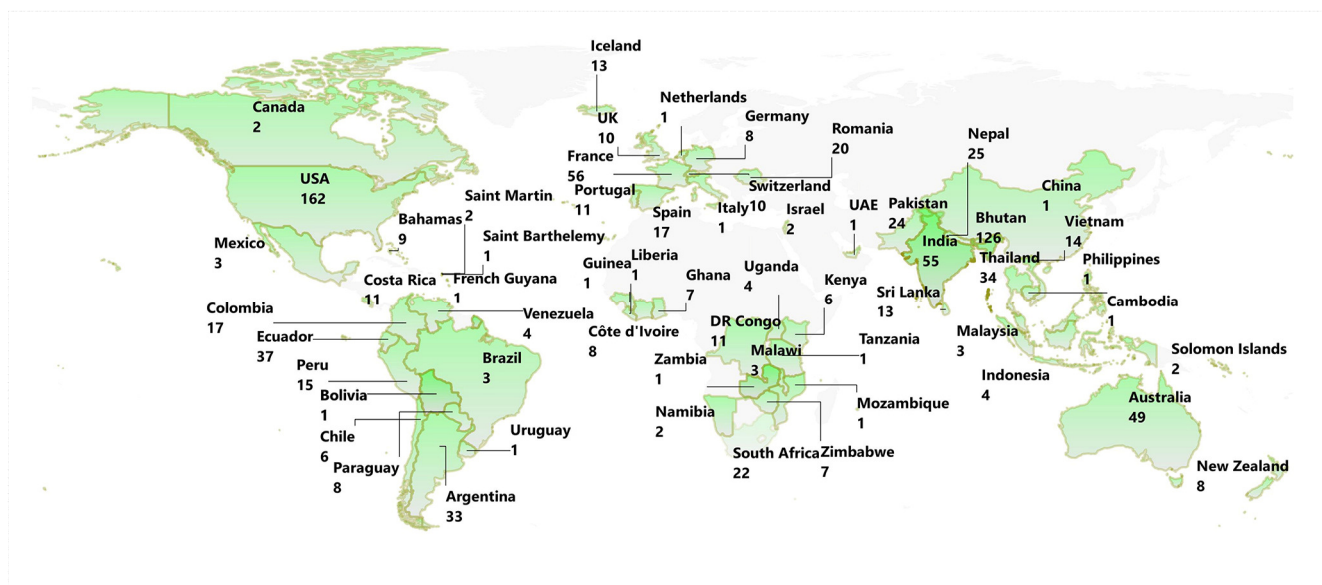 Iceland
13
Canada
2
Netherlands
1
UK
10
Germany
8
Romania
20
Nepal
25
France
56
USA
162
Saint Martin
2
Portugal
11
Switzerland
10
China
1
Bahamas
9
Spain
17
Italy
1
Israel
2
UAE
1
Pakistan
24
Bhutan
126
Vietnam
14
Mexico
3
Saint Barthelemy
1
India
55
Liberia
1
Guinea
1
Thailand
34
Philippines
1
Costa Rica
11
French Guyana
1
Ghana
7
Uganda
4
Kenya
6
Sri Lanka
13
Cambodia
1
Colombia
17
Venezuela
4
DR Congo
11
Côte d'Ivoire
8
Malaysia
3
Ecuador
37
Tanzania
1
Malawi
3
Solomon Islands
2
Brazil
3
Zambia
1
Peru
15
Indonesia
4
Bolivia
1
Australia
49
Mozambique
1
Namibia
2
Chile
6
Uruguay
1
South Africa
22
Zimbabwe
7
Paraguay
8
New Zealand
8
Argentina
33